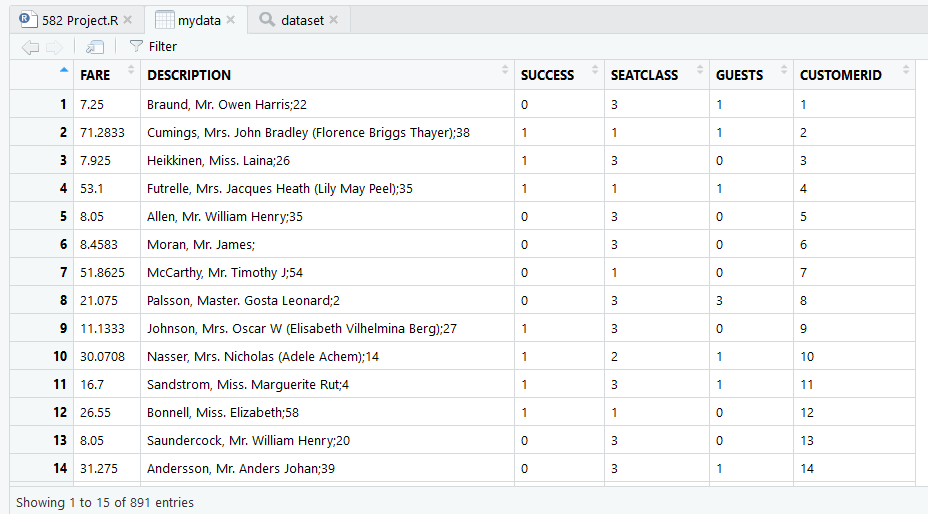 582 Project.R mydata dataset
Filter
FARE DESCRIPTION SUCCESS SEATCLASS GUESTS CUSTOMERID
1 7.25 Braund, Mr. Owen Harris;22 0 3 1 1
2 71.2833 Cumings, Mrs. John Bradley (Florence Briggs Thayer);38 1 1 1 2
3 7.925 Heikkinen, Miss. Laina;26 1 3 0 3
4 53.1 Futrelle, Mrs. Jacques Heath (Lily May Peel);35 1 1 1 4
5 8.05 Allen, Mr. William Henry;35 0 3 0 5
6 8.4583 Moran, Mr. James; 0 3 0 6
7 51.8625 McCarthy, Mr. Timothy J;54 0 1 0 7
8 21.075 Palsson, Master. Gosta Leonard;2 0 3 3 8
9 11.1333 Johnson, Mrs. Oscar W (Elisabeth Vilhelmina Berg);27 1 3 0 9
10 30.0708 Nasser, Mrs. Nicholas (Adele Achem);14 1 2 1 10
11 16.7 Sandstrom, Miss. Marguerite Rut;4 1 3 1 11
12 26.55 Bonnell, Miss. Elizabeth;58 1 1 0 12
13 8.05 Saundercock, Mr. William Henry;20 0 3 0 13
14 31.275 Andersson, Mr. Anders Johan;39 0 3 1 14
Showing 1 to 15 of 891 entries